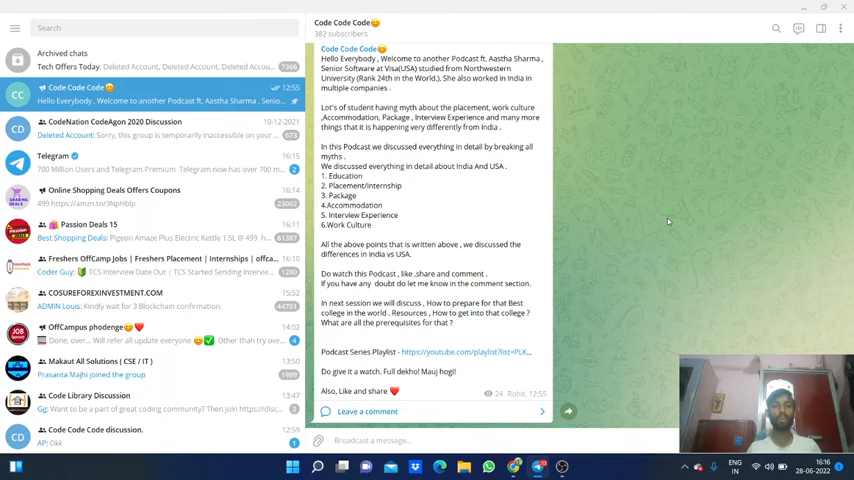 Search
Code Code Code😊
382 subscribers
Archived chats
Tech Offers Today, Deleted Account, Deleted Account, Deleted Accou...
7366
CC
Code Code Code😊
12:55
Hello Everybody , Welcome to another Podcast ft. Aastha Sharma, Senio...
CD
CodeNation CodeAgon 2020 Discussion
10-12-2021
Deleted Account: Sorry, this group is temporarily inaccessible on your ...
673
Telegram
16:15
700 Million Users and Telegram Premium Telegram now has over 700 m...
2
Online Shopping Deals Offers Coupons
16:14
499 https://amzn.to/3NpHbIp
23002
Passion Deals 15
16:11
Best Shopping Deals: Pigeon Amaze Plus Electric Kettle 1.5L @ 499 h...
81387
Freshers OffCamp Jobs | Freshers Placement | Internships | offca...
16:11
Coder Guy: TCS Interview Date Out | TCS Started Sending Intervie...
1280
COSUREFOREXINVESTMENT.COM
15:52
ADMIN Louis: Kindly wait for 3 Blockchain confirmation.
44701
JOB
OffCampus phodenge😊❤️
14:02
Done, over... Will refer all update everyone 😊✅ Other than try ove...
4
Makaut All Solutions ( CSE / IT )
13:50
Prasanta Majhi joined the group
1989
Code Library Discussion
13:47
Gg: Want to be a part of great coding community? Then join https://disc...
3
CD
Code Code Code discussion.
12:59
AP: Okk
1
Code Code Code😊
Hello Everybody , Welcome to another Podcast ft. Aastha Sharma ,
Senior Software at Visa(USA) studied from Northwestern
University (Rank 24th in the World.). She also worked in India in
multiple companies .
Lot's of student having myth about the placement, work culture
,Accommodation, Package , Interview Experience and many more
things that it is happening very differently from India .
In this Podcast we discussed everything in detail by breaking all
myths .
We discussed everything in detail about India And USA .
1. Education
2. Placement/Internship
3. Package
4.Accommodation
5. Interview Experience
6.Work Culture
All the above points that is written above , we discussed the
differences in India vs USA.
Do watch this Podcast , like ,share and comment .
If you have any doubt do let me know in the comment section.
In next session we will discuss , How to prepare for that Best
college in the world . Resources , How to get into that college ?
What are all the prerequisites for that ?
Podcast Series Playlist - https://youtube.com/playlist?list=PLK...
Do give it a watch. Full dekho! Mauj hogi!
Also, Like and share ❤️
24 Rohit, 12:55
Leave a comment
Broadcast a message...
ENG
IN
16:16
28-06-2022